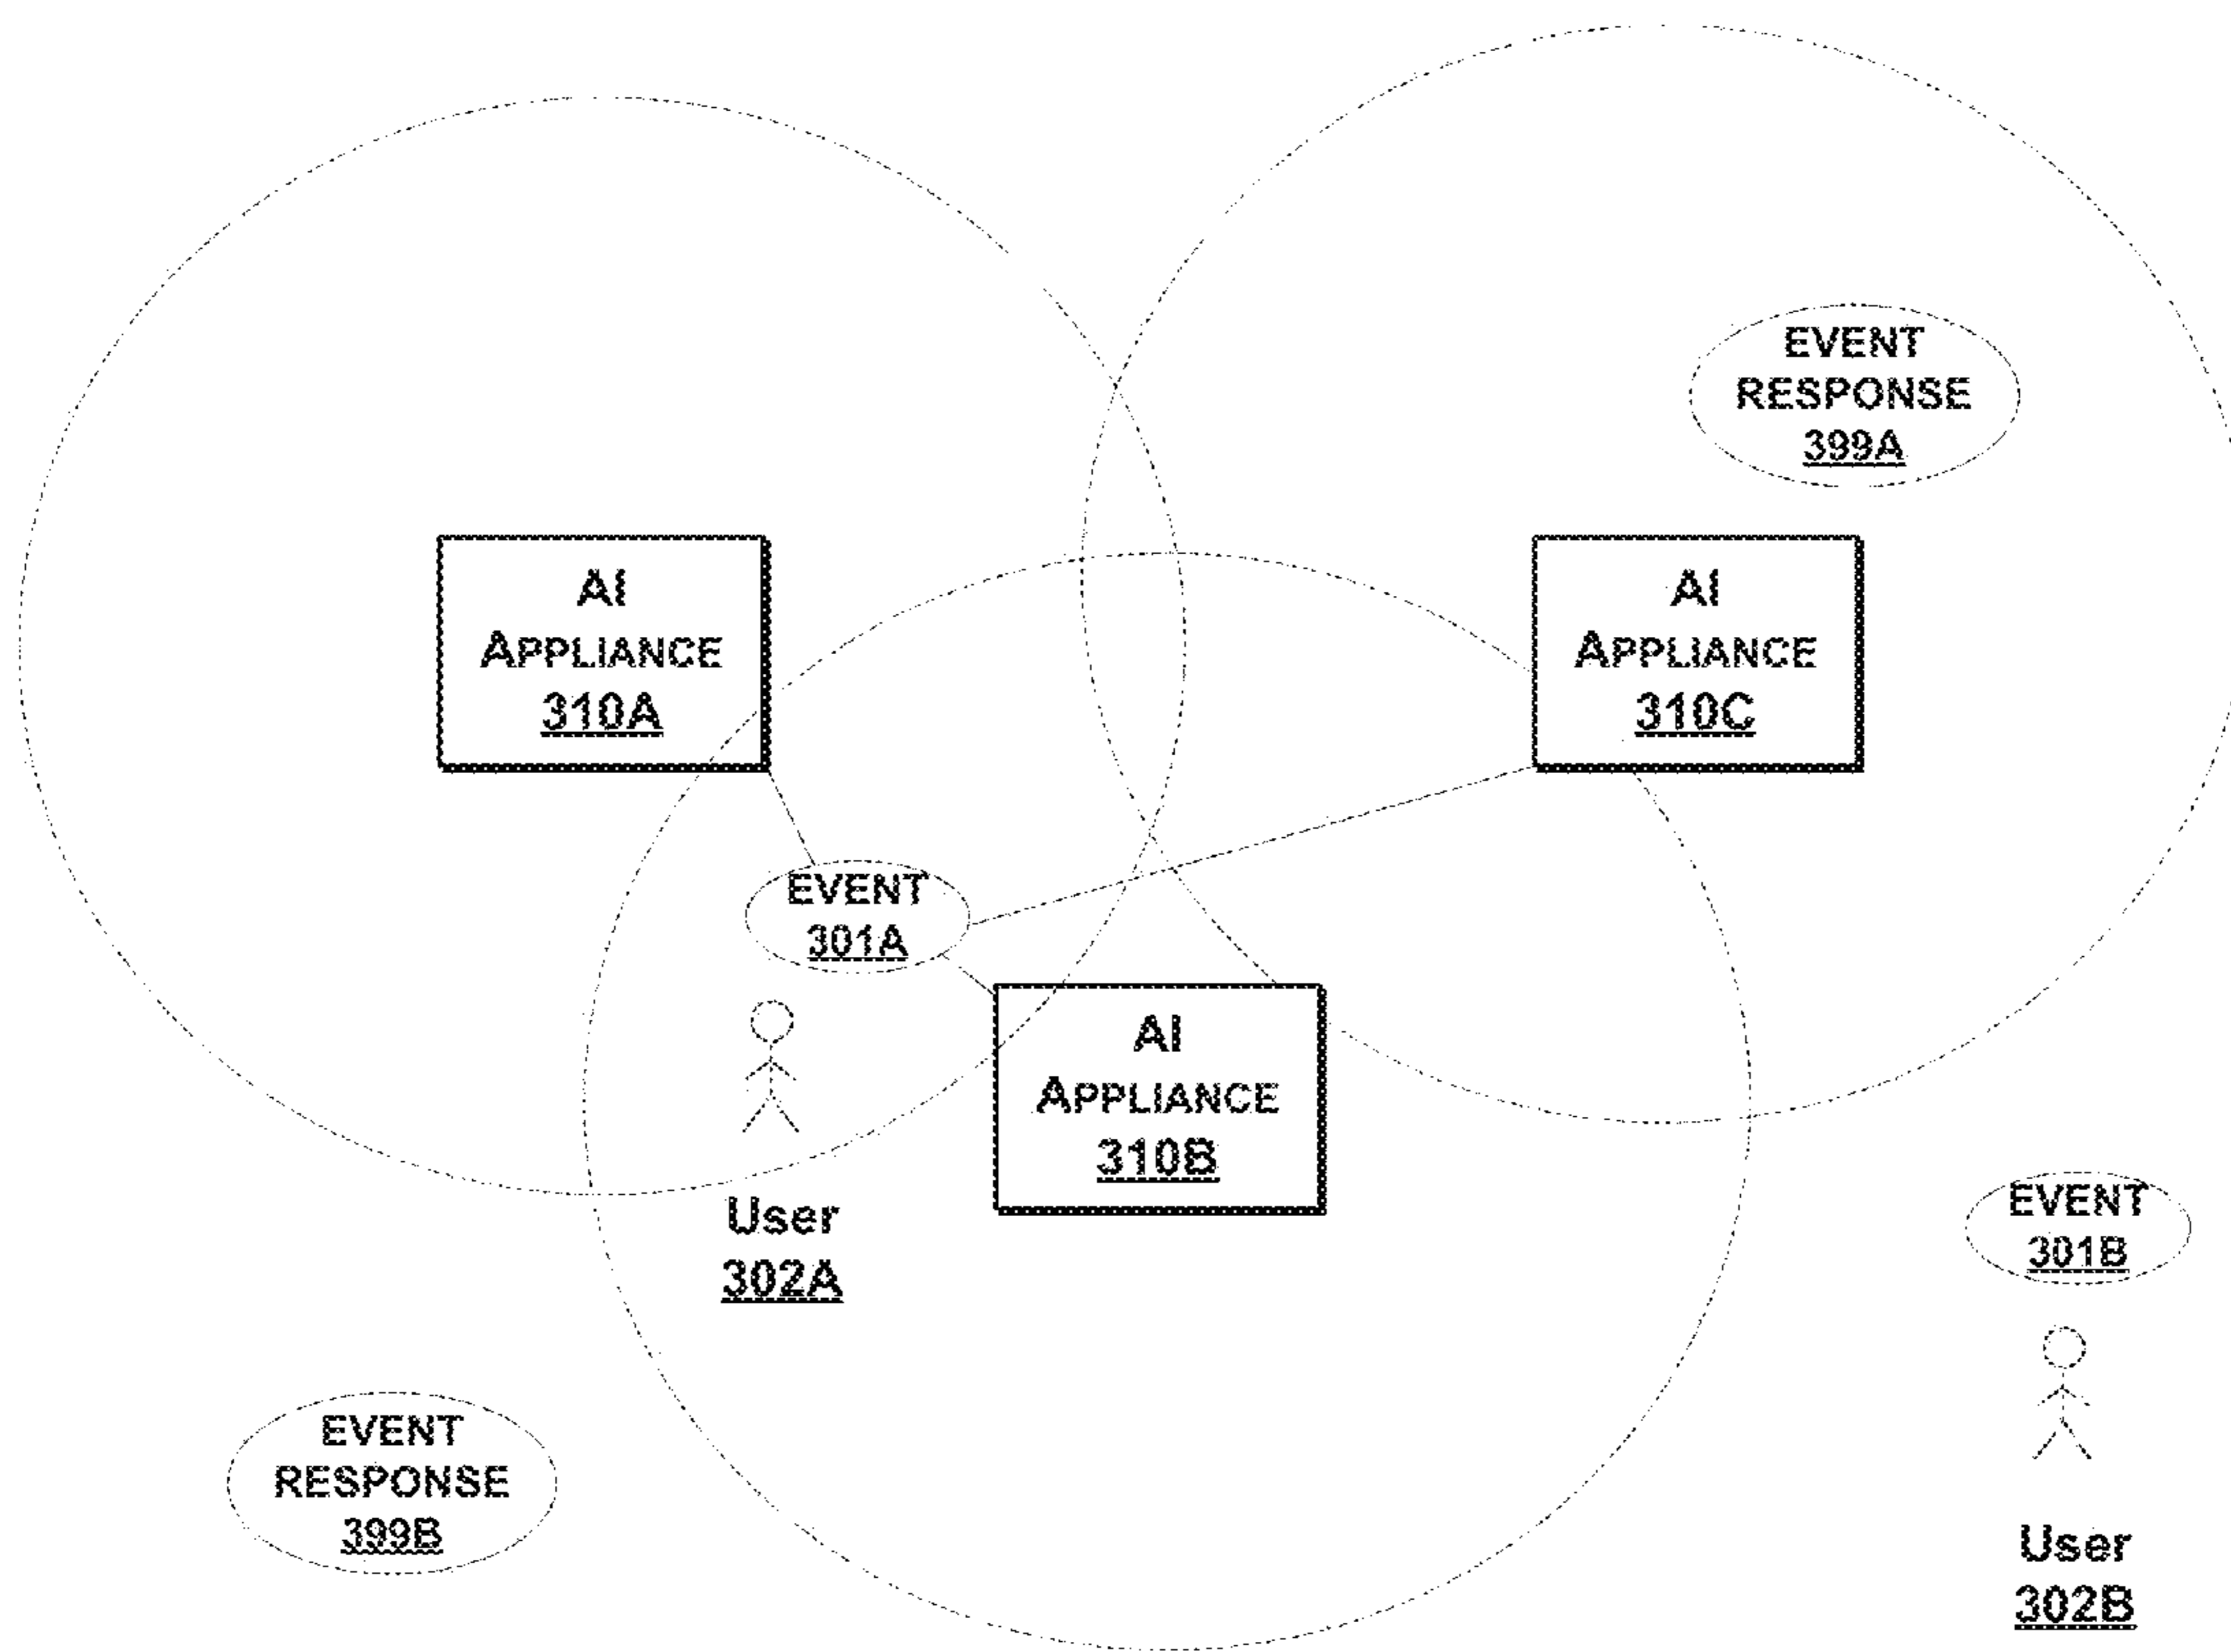 EVENT
RESPONSE
399A
AI
APPLIANCE
310A
AI
APPLIANCE
310C
EVENT
301A
AI
APPLIANCE
310B
User
302A
EVENT
301B
EVENT
RESPONSE
399B
User
302B